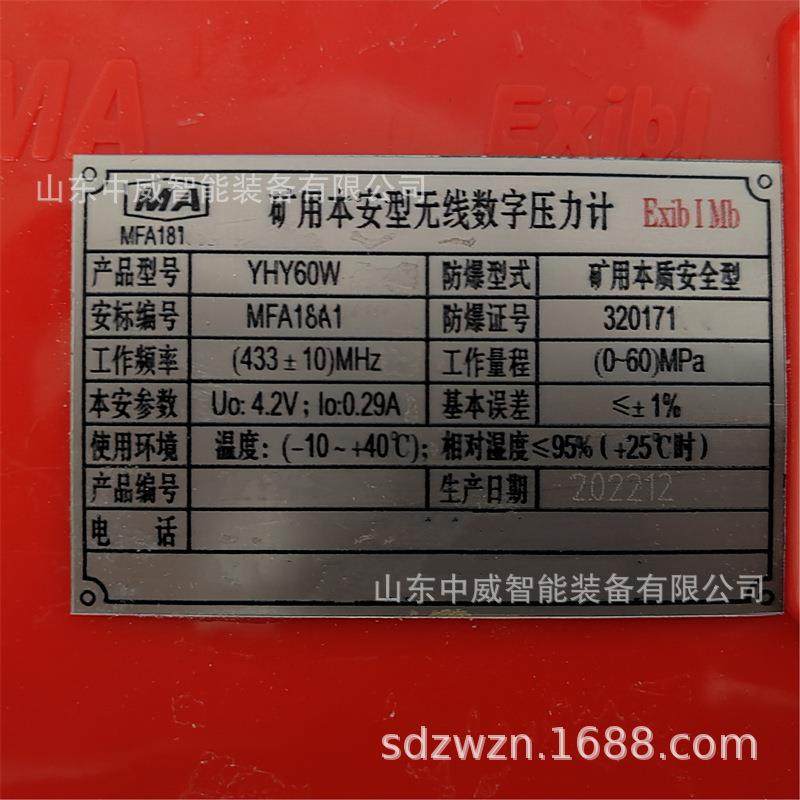 MA
ExibI
山东中威智能装备有限公司
MA 矿用本安型无线数字压力计 Exib I Mb
MFA181
产品型号 YHY60W 防爆型式 矿用本质安全型
安标编号 MFA18A1 防爆证号 320171
工作频率 (433±10)MHz 工作量程 (0-60)MPa
本安参数 Uo: 4.2V; Io:0.29A 基本误差 ≤±1%
使用环境 温度: (-10~+40℃); 相对湿度≤95%(+25℃时)
产品编号 生产日期 202212
电话
山东中威智能装备有限公司
sdzwzn.1688.com